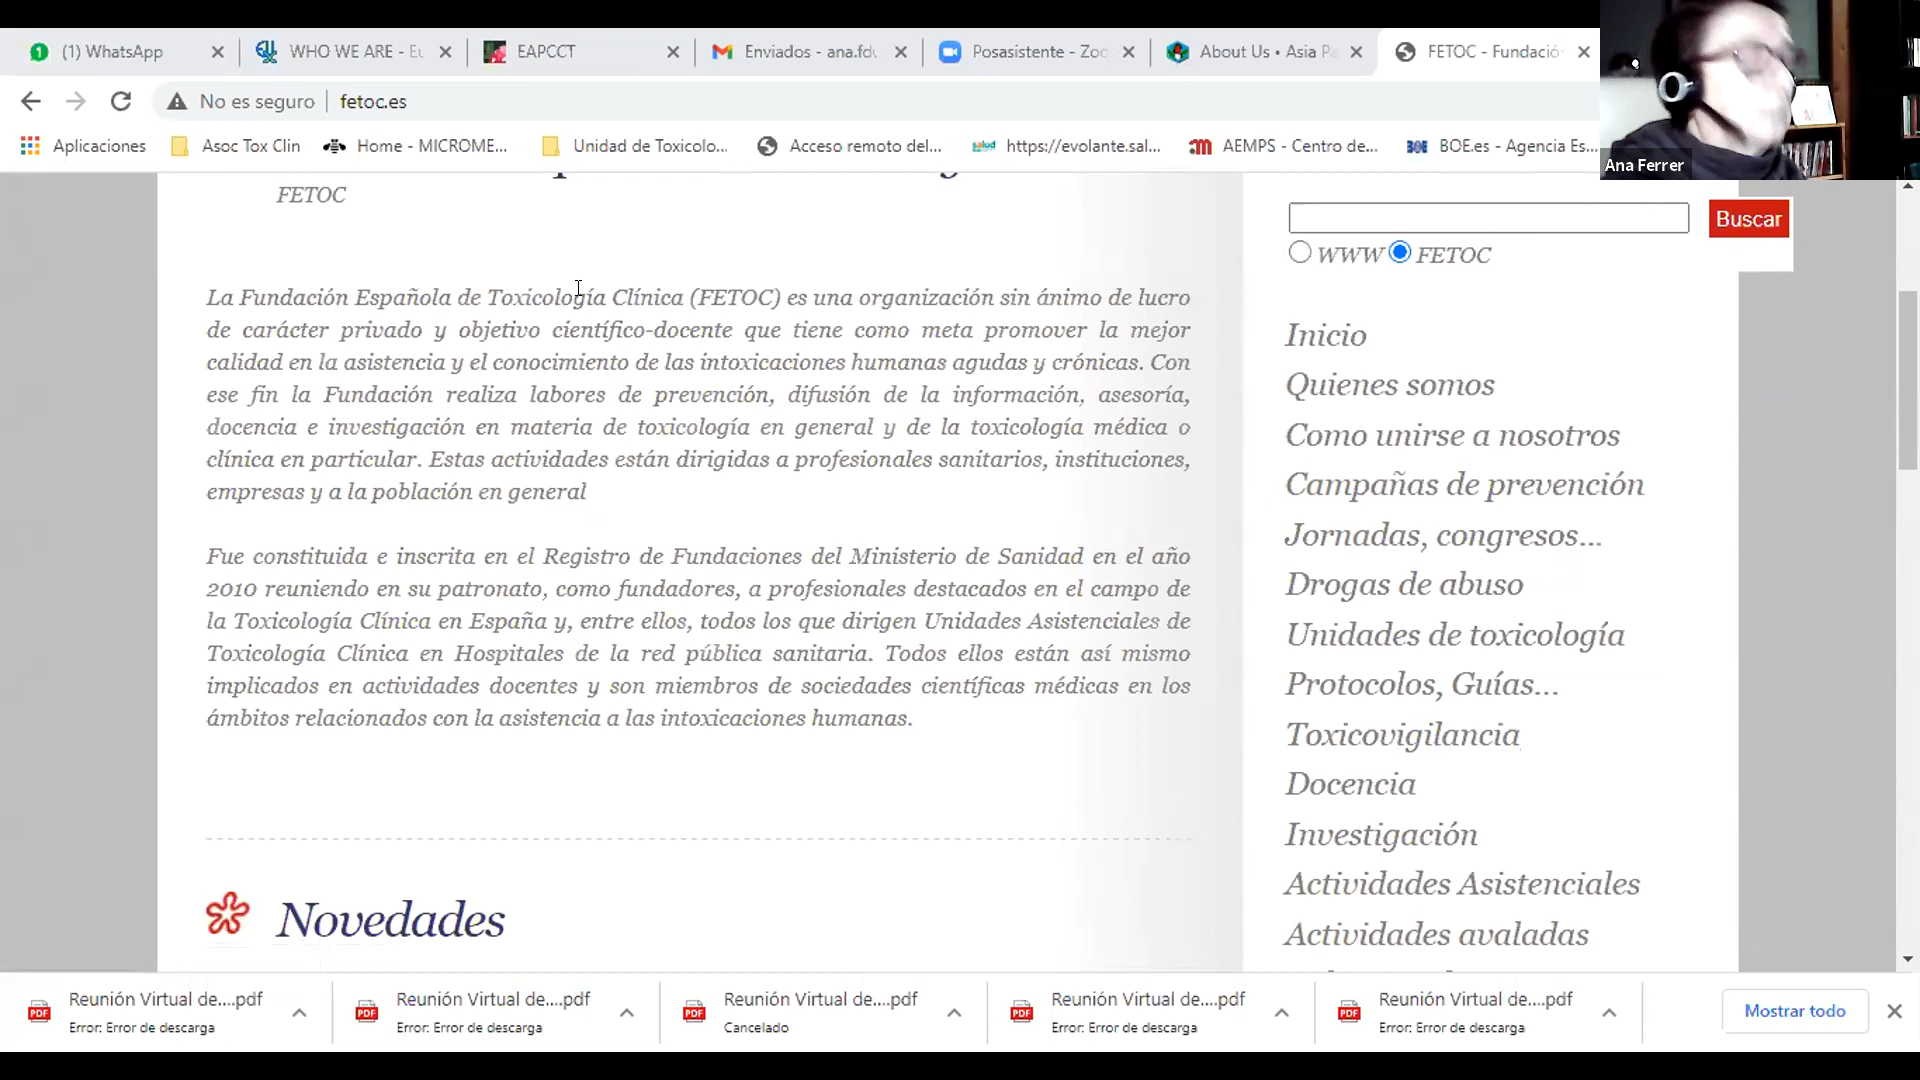 (1) WhatsApp
WHO WE ARE - Eu
EAPCCT
Enviados - ana.fdu
Posasistente - Zoo
About Us • Asia Pa
FETOC - Fundació
No es seguro
fetoc.es
Aplicaciones
Asoc Tox Clin
Home - MICROME...
Unidad de Toxicolo...
Acceso remoto del...
salud
https://evolante.sal...
AEMPS - Centro de...
BOE
BOE.es - Agencia Es...
Ana Ferrer
FETOC
La Fundación Española de Toxicología Clínica (FETOC) es una organización sin ánimo de lucro
de carácter privado y objetivo científico-docente que tiene como meta promover la mejor
calidad en la asistencia y el conocimiento de las intoxicaciones humanas agudas y crónicas. Con
ese fin la Fundación realiza labores de prevención, difusión de la información, asesoría,
docencia e investigación en materia de toxicología en general y de la toxicología médica o
clínica en particular. Estas actividades están dirigidas a profesionales sanitarios, instituciones,
empresas y a la población en general
Fue constituida e inscrita en el Registro de Fundaciones del Ministerio de Sanidad en el año
2010 reuniendo en su patronato, como fundadores, a profesionales destacados en el campo de
la Toxicología Clínica en España y, entre ellos, todos los que dirigen Unidades Asistenciales de
Toxicología Clínica en Hospitales de la red pública sanitaria. Todos ellos están así mismo
implicados en actividades docentes y son miembros de sociedades científicas médicas en los
ámbitos relacionados con la asistencia a las intoxicaciones humanas.
Novedades
Buscar
WWW FETOC
Inicio
Quienes somos
Como unirse a nosotros
Campañas de prevención
Jornadas, congresos...
Drogas de abuso
Unidades de toxicología
Protocolos, Guías...
Toxicovigilancia
Docencia
Investigación
Actividades Asistenciales
Actividades avaladas
PDF
Reunión Virtual de....pdf
Error: Error de descarga
PDF
Reunión Virtual de....pdf
Error: Error de descarga
PDF
Reunión Virtual de....pdf
Cancelado
PDF
Reunión Virtual de....pdf
Error: Error de descarga
PDF
Reunión Virtual de....pdf
Error: Error de descarga
Mostrar todo